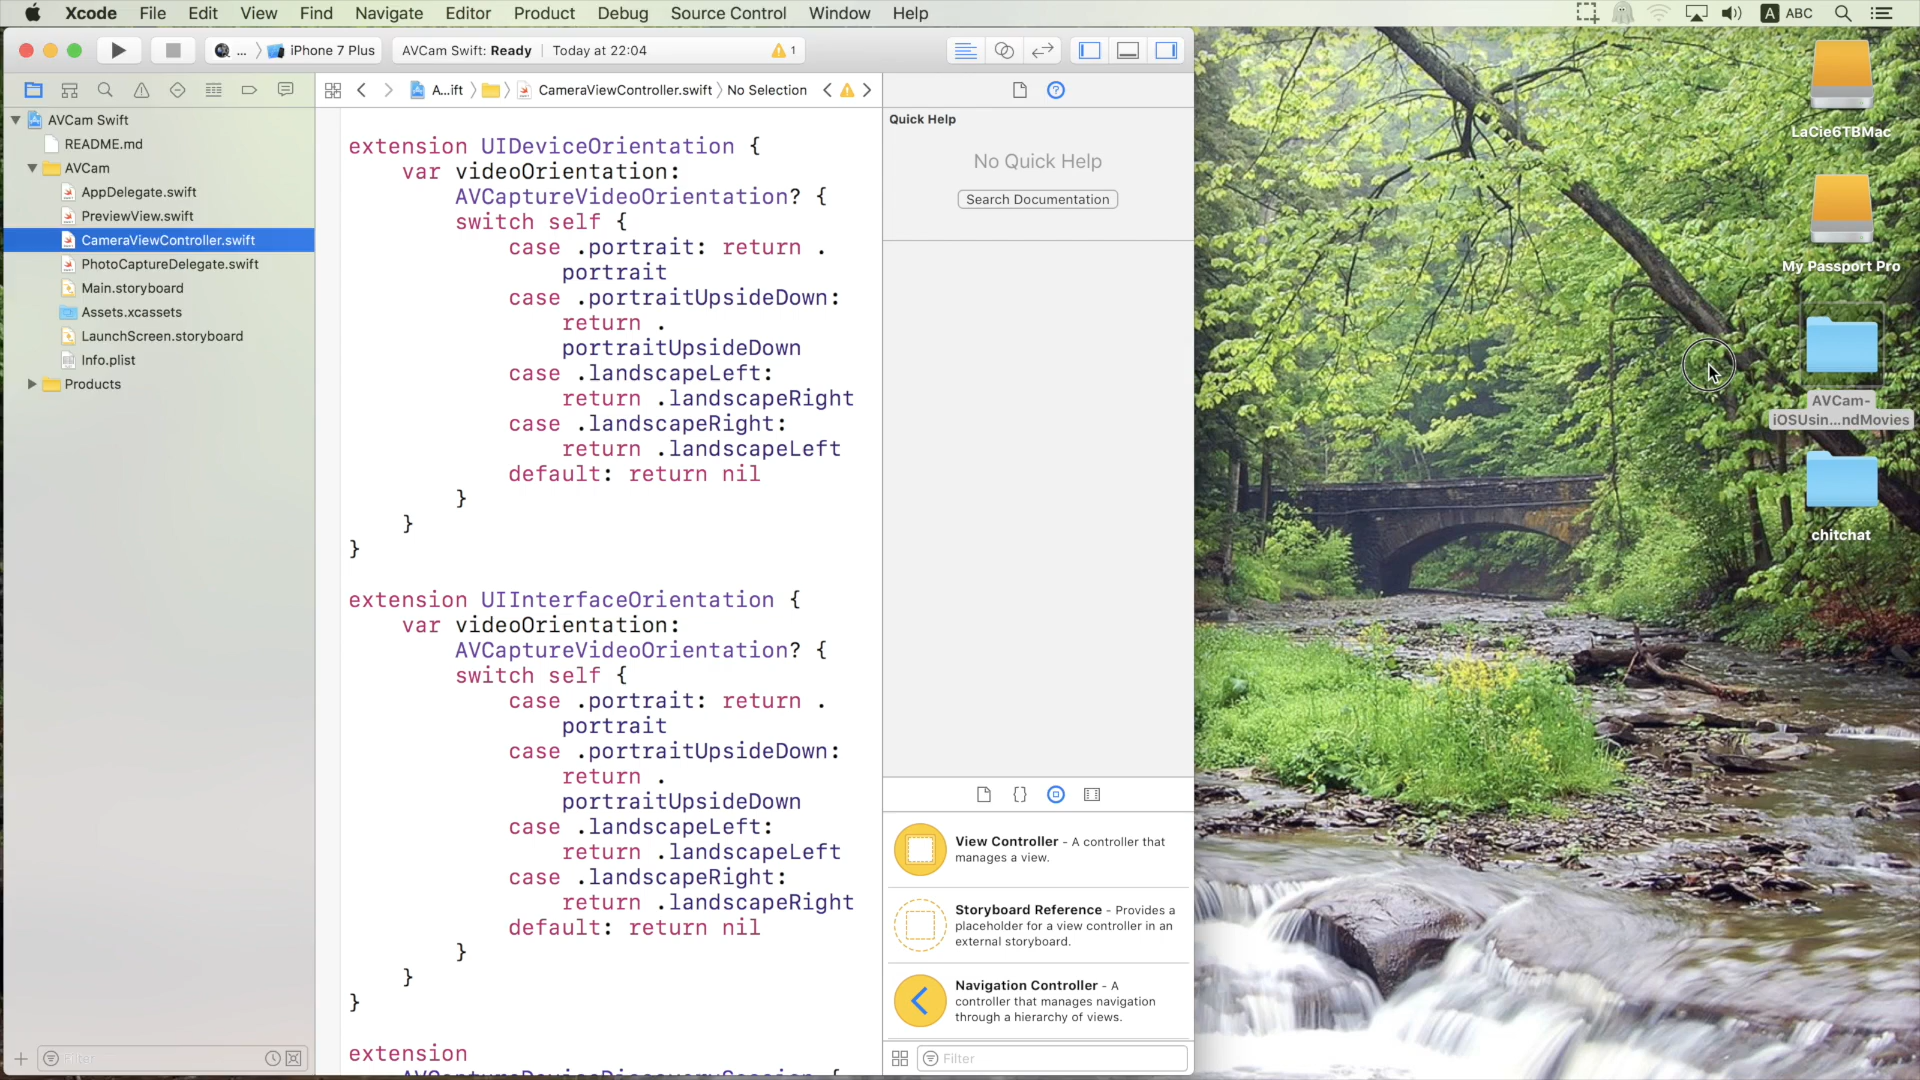 Xcode File Edit View Find Navigate Editor Product Debug Source Control Window Help A ABC
... iPhone 7 Plus AVCam Swift: Ready Today at 22:04 1
A...ift CameraViewController.swift No Selection
AVCam Swift
README.md
AVCam
AppDelegate.swift
PreviewView.swift
CameraViewController.swift
PhotoCaptureDelegate.swift
Main.storyboard
Assets.xcassets
LaunchScreen.storyboard
Info.plist
Products
Filter
extension UIDeviceOrientation {
var videoOrientation:
AVCaptureVideoOrientation? {
switch self {
case .portrait: return .
portrait
case .portraitUpsideDown:
return .
portraitUpsideDown
case .landscapeLeft:
return .landscapeRight
case .landscapeRight:
return .landscapeLeft
default: return nil
}
}
}
extension UIInterfaceOrientation {
var videoOrientation:
AVCaptureVideoOrientation? {
switch self {
case .portrait: return .
portrait
case .portraitUpsideDown:
return .
portraitUpsideDown
case .landscapeLeft:
return .landscapeLeft
case .landscapeRight:
return .landscapeRight
default: return nil
}
}
}
extension
AVCaptureDeviceDiscoverySession {
Quick Help
No Quick Help
Search Documentation
{}
View Controller - A controller that
manages a view.
Storyboard Reference - Provides a
placeholder for a view controller in an
external storyboard.
Navigation Controller - A
controller that manages navigation
through a hierarchy of views.
Filter
LaCie6TBMac
My Passport Pro
AVCam-
iOSUsin...ndMovies
chitchat